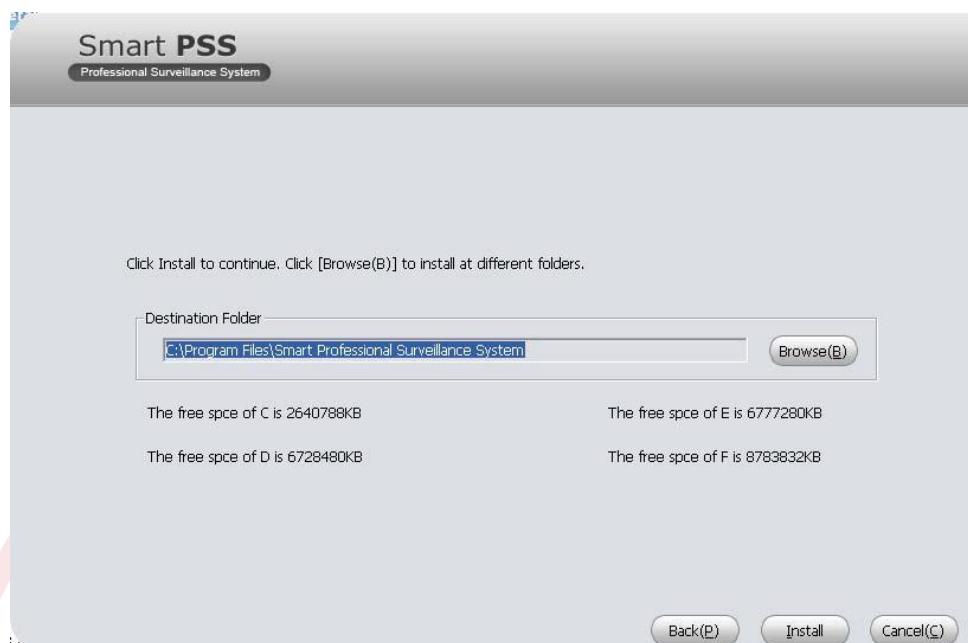 Smart PSS
Professional Surveillance System
Click Install to continue. Click [Browse(B)] to install at different folders.
Destination Folder
C:\Program Files\Smart Professional Surveillance System
Browse(B)
The free spce of C is 2640788KB
The free spce of E is 6777280KB
The free spce of D is 6728480KB
The free spce of F is 8783832KB
Back(P)
Install
Cancel(C)